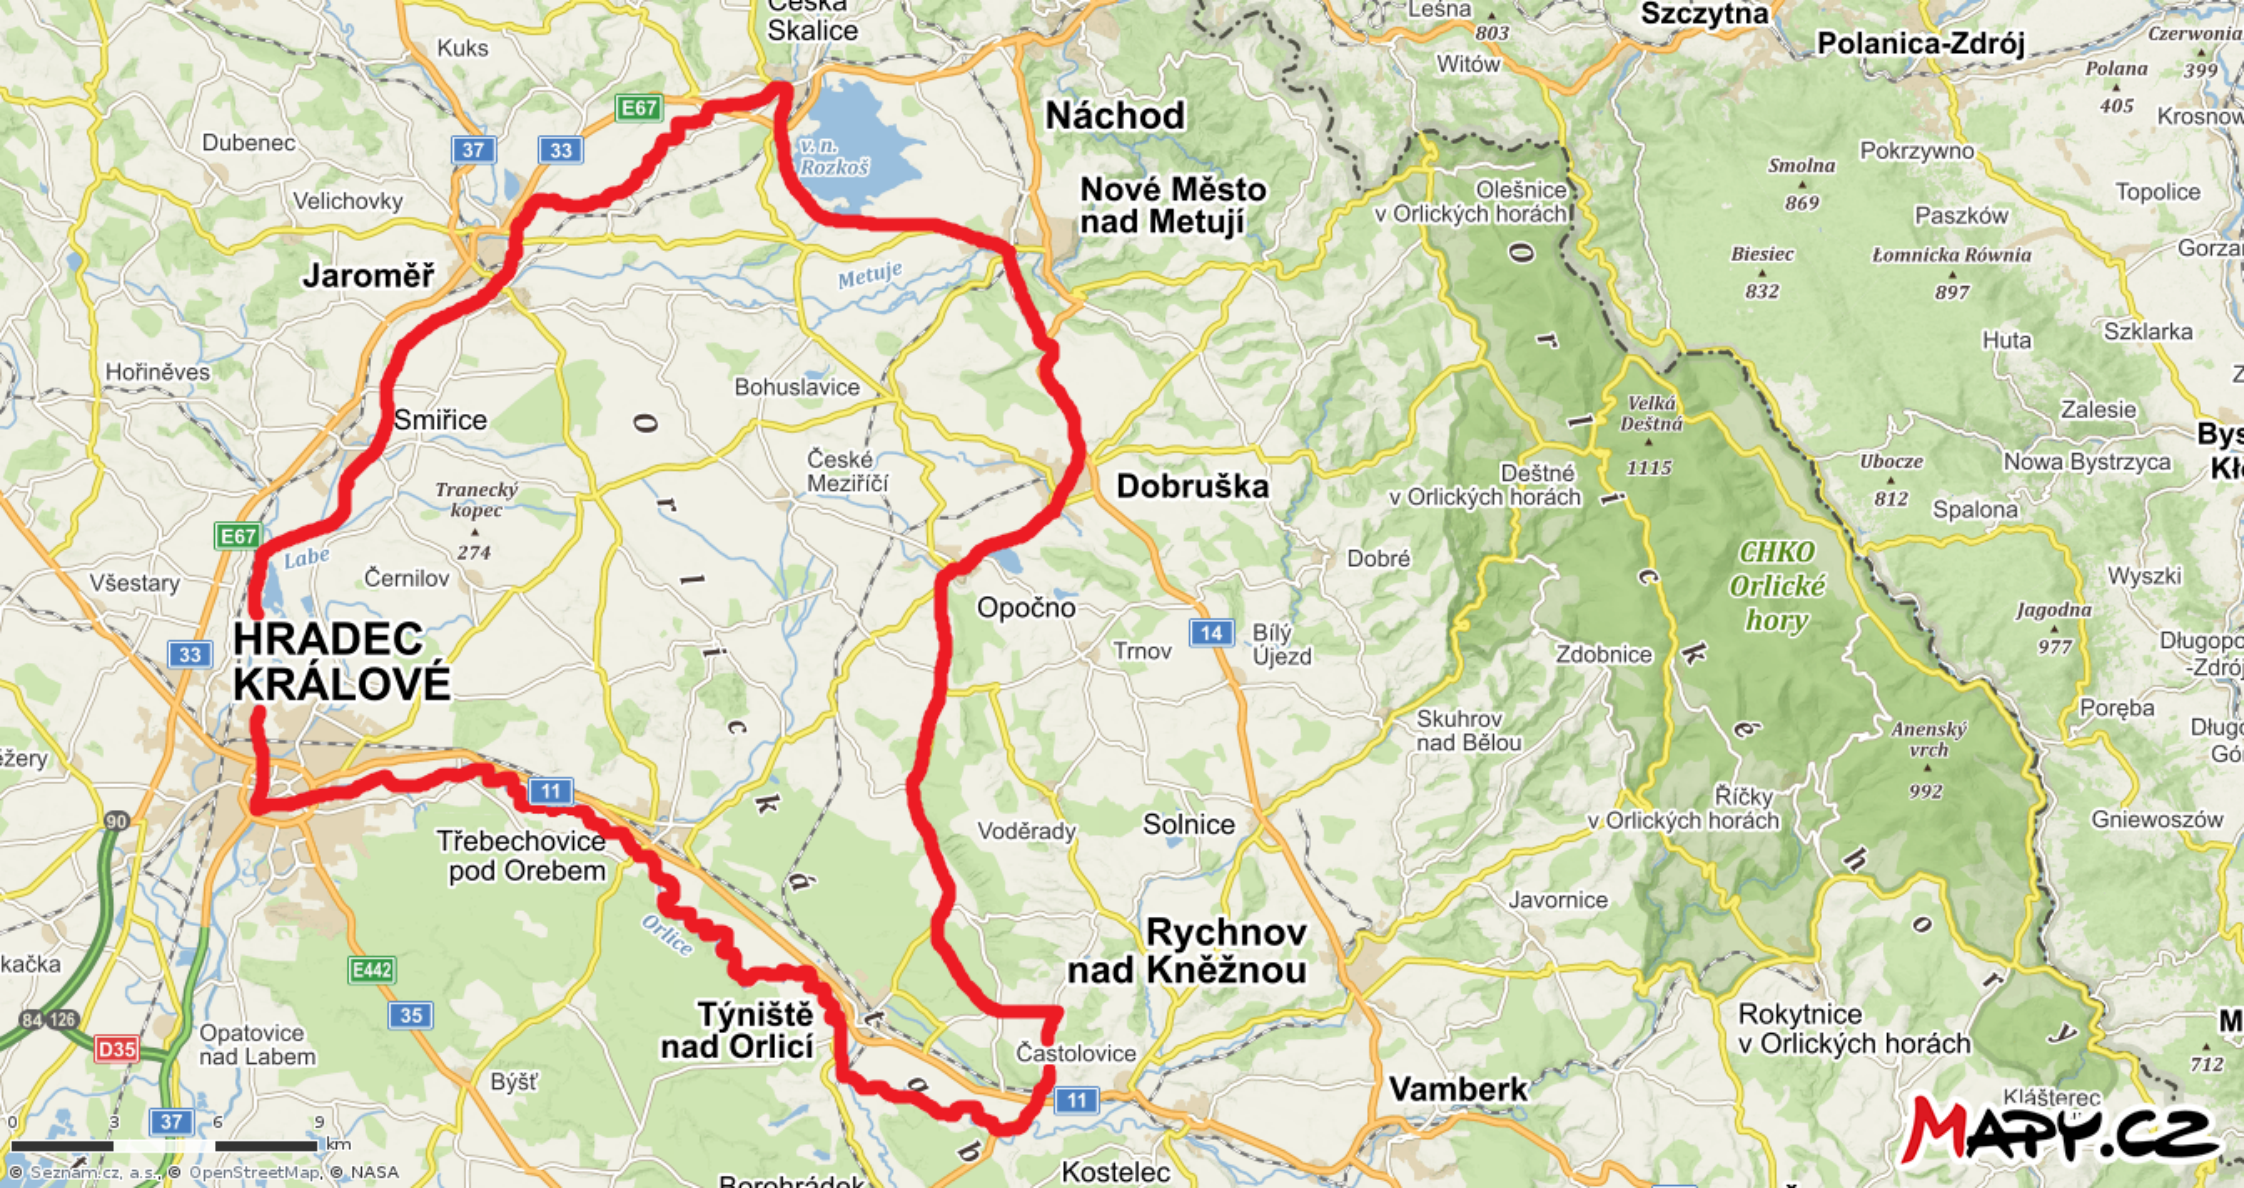 Česká
Skalice
Kuks
Leśna
803
Szczytna
Witów
Polanica-Zdrój
Polana
405
399
E67
Náchod
Krosnow
37
33
Dubenec
v. n.
Rozkoš
Smolna
869
Pokrzywno
Velichovky
Nové Město
nad Metují
Olešnice
v Orlických horách
Topolice
Paszków
Jaroměř
Metuje
Biesiec
832
Łomnicka Równia
897
Huta
Szklarka
Hořiněves
Bohuslavice
Smiřice
Velká
Deštná
1115
Zalesie
České
Meziříčí
Dobruška
Deštné
v Orlických horách
Ubocze
812
Nowa Bystrzyca
Tranecký
kopec
274
Spalona
E67
Labe
Dobré
CHKO
Orlické
hory
Všestary
Černilov
Wyszki
Opočno
Jagodna
977
HRADEC
KRÁLOVÉ
33
Trnov
14
Bílý
Újezd
Zdobnice
Długopo
-Zdrój
Skuhrov
nad Bělou
Poręba
Anenský
vrch
992
11
90
Říčky
v Orlických horách
Gniewoszów
Třebechovice
pod Orebem
Voděrady
Solnice
Javornice
Orlice
Rychnov
nad Kněžnou
E442
35
Týniště
nad Orlicí
Rokytnice
v Orlických horách
84
126
D35
Opatovice
nad Labem
Častolovice
712
Býšť
11
Vamberk
Klášterec
37
0 3 6 9
km
Kostelec
Borohrádek
Orlická tab
Orlické hory
© Seznam.cz, a.s., © OpenStreetMap, © NASA
Mapy.cz